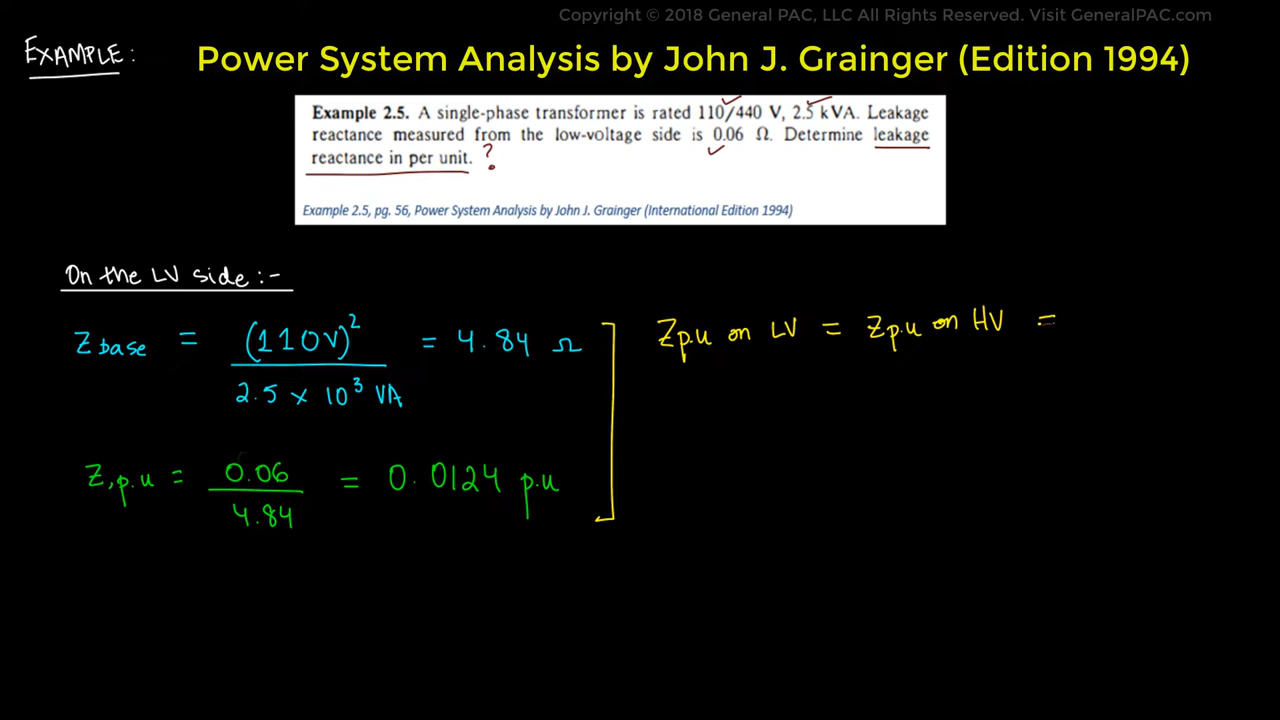 Copyright © 2018 General PAC, LLC All Rights Reserved. Visit GeneralPAC.com
EXAMPLE:
Power System Analysis by John J. Grainger (Edition 1994)
Example 2.5. A single-phase transformer is rated 110/440 V, 2.5 kVA. Leakage
reactance measured from the low-voltage side is 0.06 Ω. Determine leakage
reactance in per unit. ?
Example 2.5, pg. 56, Power System Analysis by John J. Grainger (International Edition 1994)
On the LV side :-
Z base = (110V)² / 2.5 × 10³ VA = 4.84 Ω
Zp.u on LV = Zp.u on HV =
Z,p.u = 0.06 / 4.84 = 0.0124 p.u